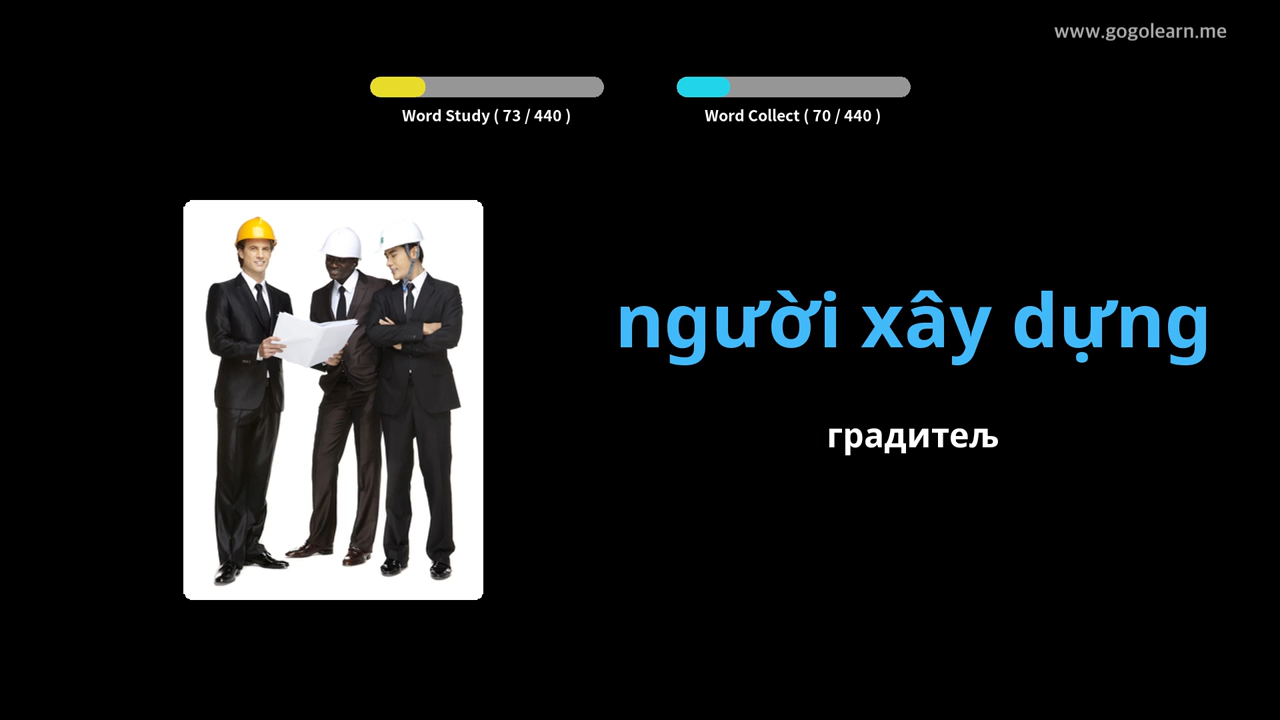 www.gogolearn.me
Word Study ( 73 / 440 )
Word Collect ( 70 / 440 )
người xây dựng
градитељ